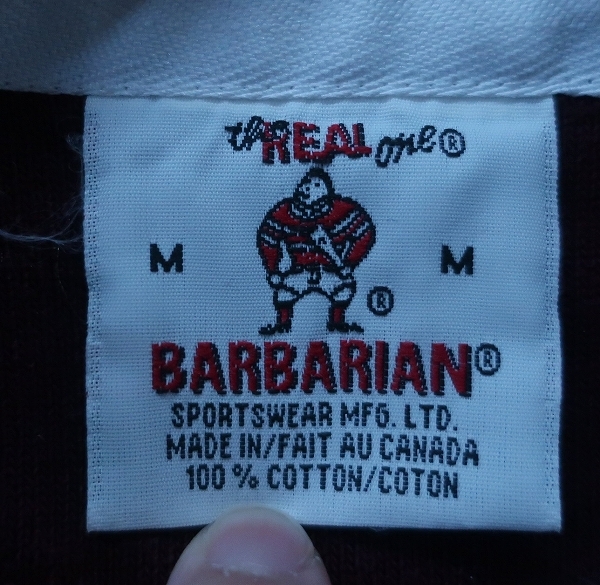 the REAL one®
M M
®
BARBARIAN®
SPORTSWEAR MFG. LTD.
MADE IN/FAIT AU CANADA
100 % COTTON/COTON